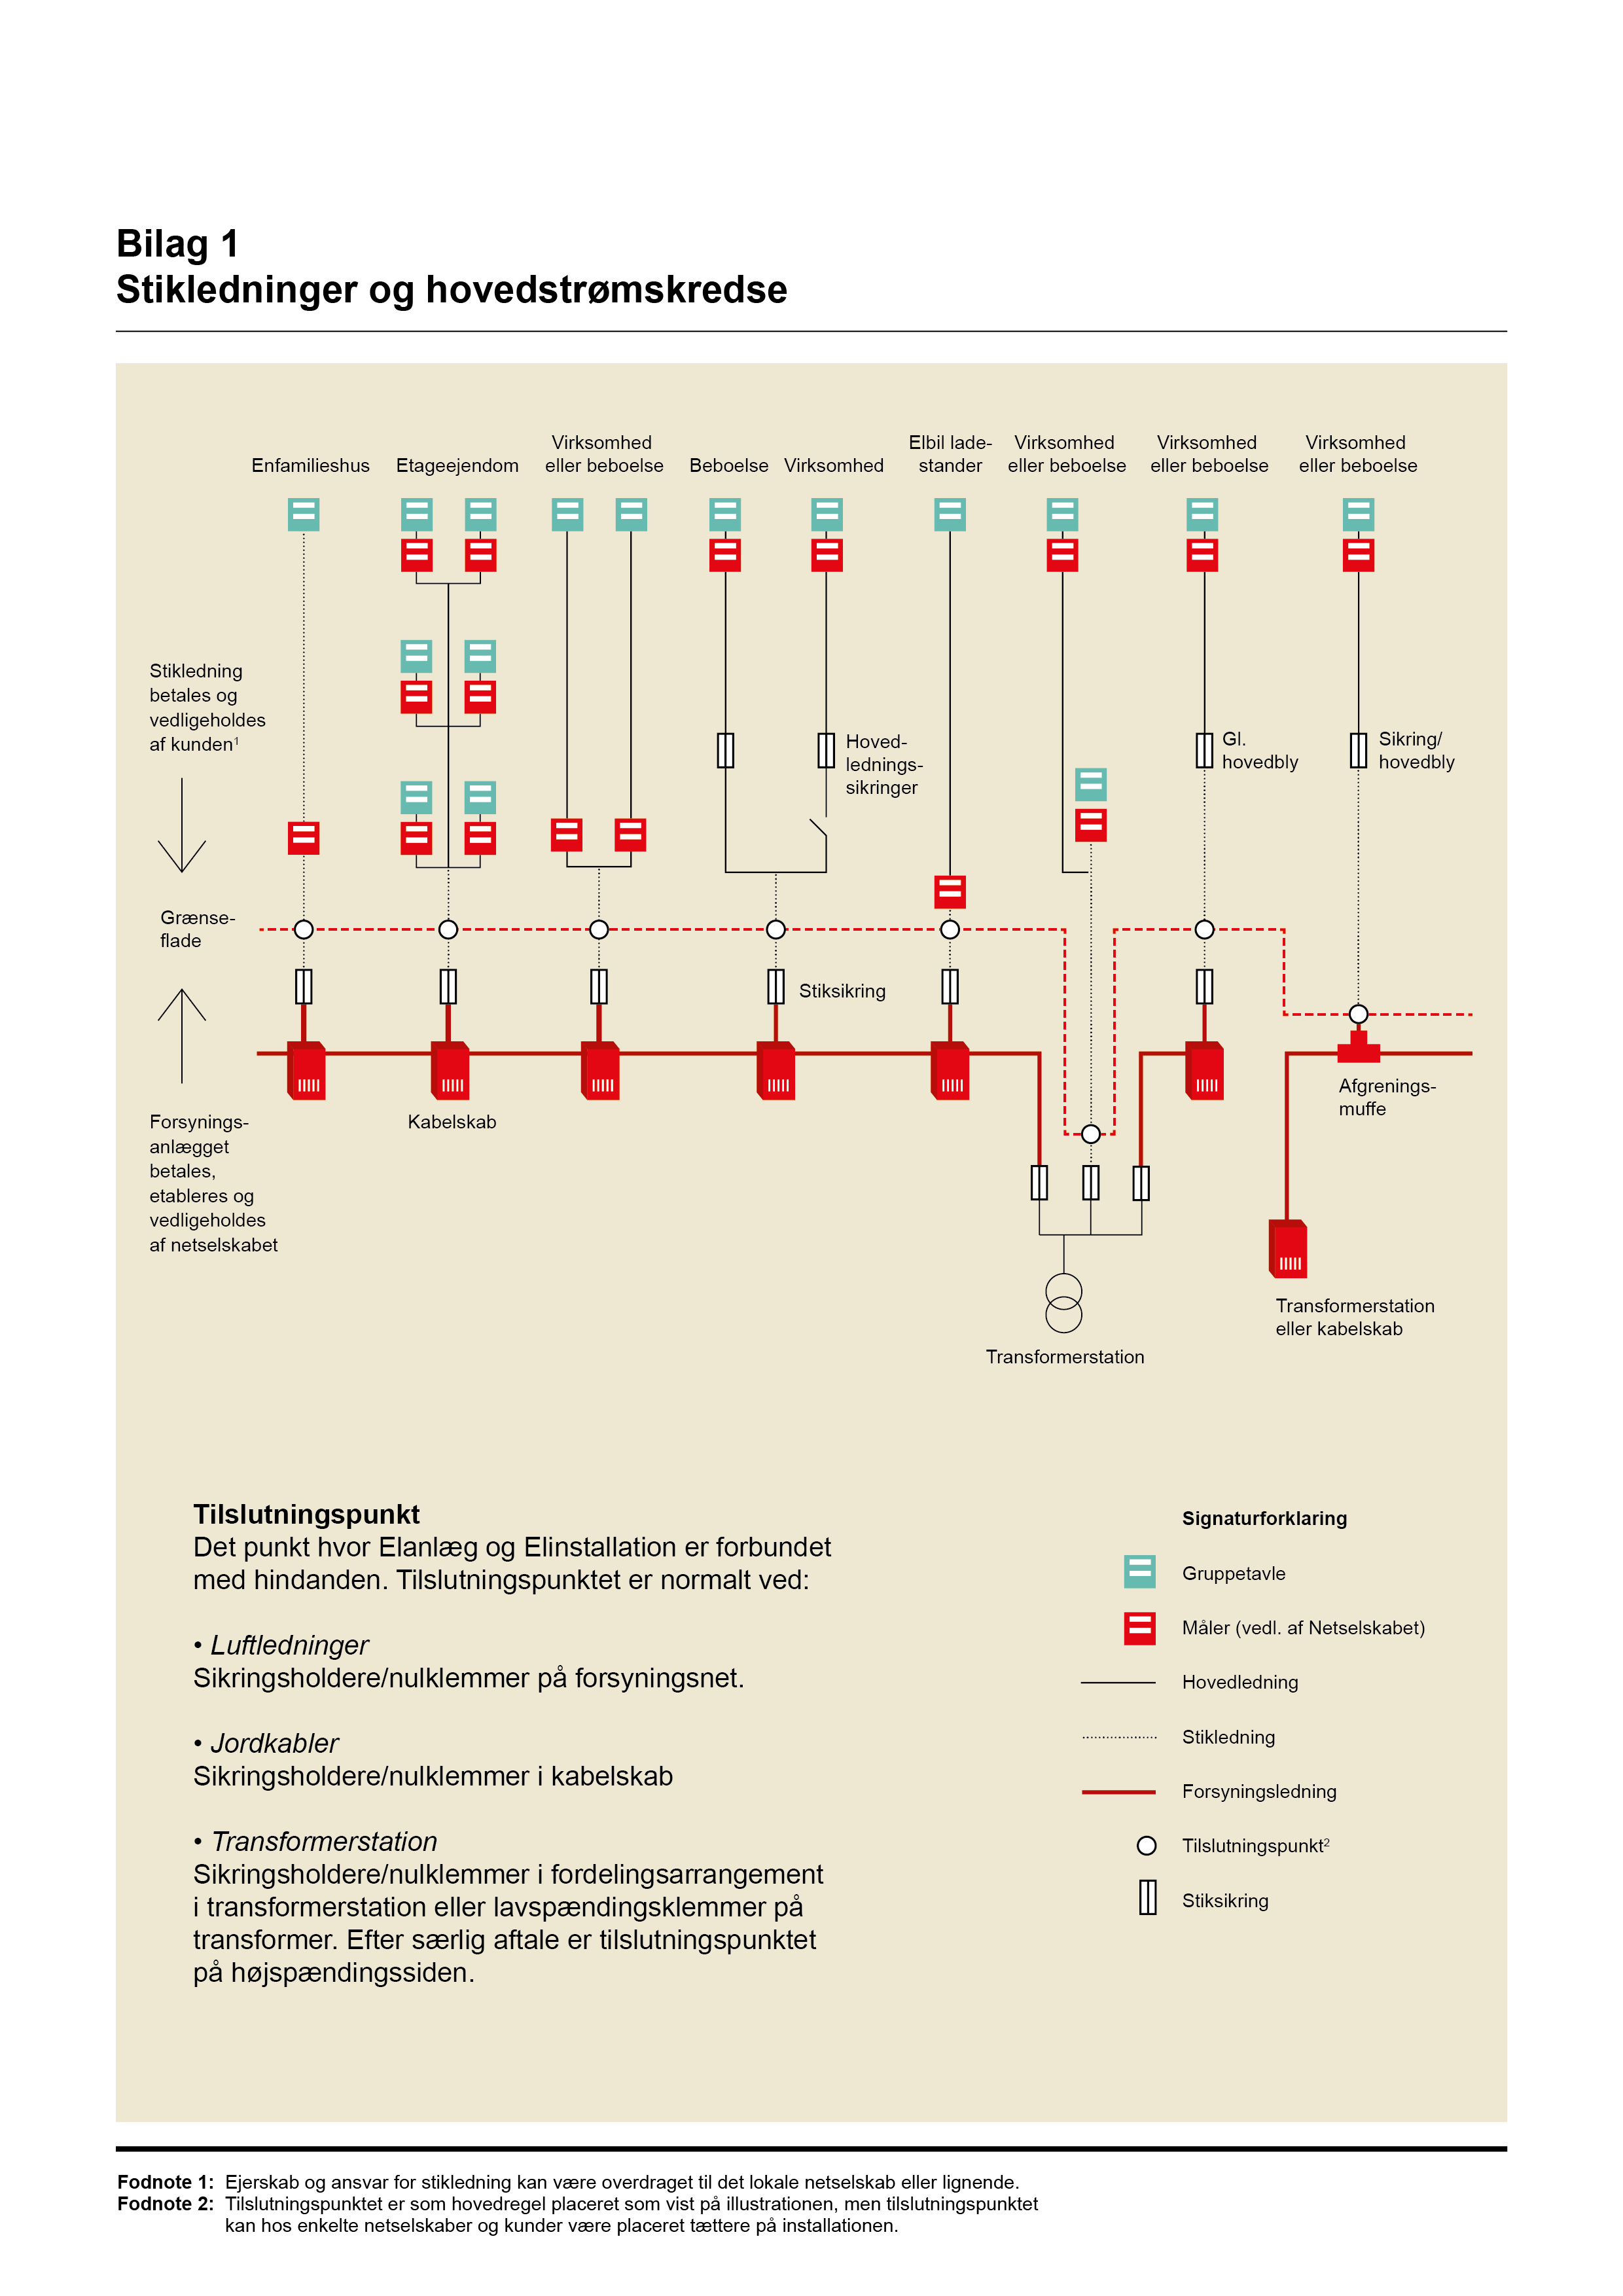 Bilag 1
Stikledninger og hovedstrømskredse
Enfamilieshus
Etageejendom
Virksomhed
eller beboelse
Beboelse
Virksomhed
Elbil lade-
stander
Virksomhed
eller beboelse
Virksomhed
eller beboelse
Virksomhed
eller beboelse
Stikledning
betales og
vedligeholdes
af kunden1
Hoved-
lednings-
sikringer
Gl.
hovedbly
Sikring/
hovedbly
Grænse-
flade
Stiksikring
Afgrenings-
muffe
Kabelskab
Forsynings-
anlægget
betales,
etableres og
vedligeholdes
af netselskabet
Transformerstation
eller kabelskab
Transformerstation
Tilslutningspunkt
Det punkt hvor Elanlæg og Elinstallation er forbundet
med hindanden. Tilslutningspunktet er normalt ved:
• Luftledninger
Sikringsholdere/nulklemmer på forsyningsnet.
• Jordkabler
Sikringsholdere/nulklemmer i kabelskab
• Transformerstation
Sikringsholdere/nulklemmer i fordelingsarrangement
i transformerstation eller lavspændingsklemmer på
transformer. Efter særlig aftale er tilslutningspunktet
på højspændingssiden.
Signaturforklaring
Gruppetavle
Måler (vedl. af Netselskabet)
Hovedledning
Stikledning
Forsyningsledning
Tilslutningspunkt2
Stiksikring
Fodnote 1: Ejerskab og ansvar for stikledning kan være overdraget til det lokale netselskab eller lignende.
Fodnote 2: Tilslutningspunktet er som hovedregel placeret som vist på illustrationen, men tilslutningspunktet
kan hos enkelte netselskaber og kunder være placeret tættere på installationen.